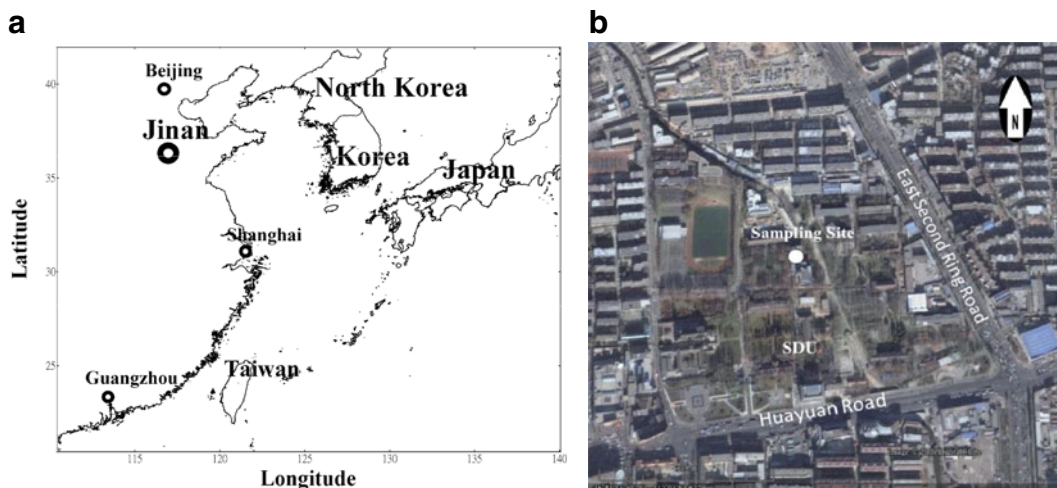 a
b
40
35
30
25
Latitude
115
120
125
130
135
140
Longitude
Beijing
Jinan
North Korea
Korea
Japan
Shanghai
Taiwan
Guangzhou
N
East Second Ring Road
Sampling Site
SDU
Huayuan Road